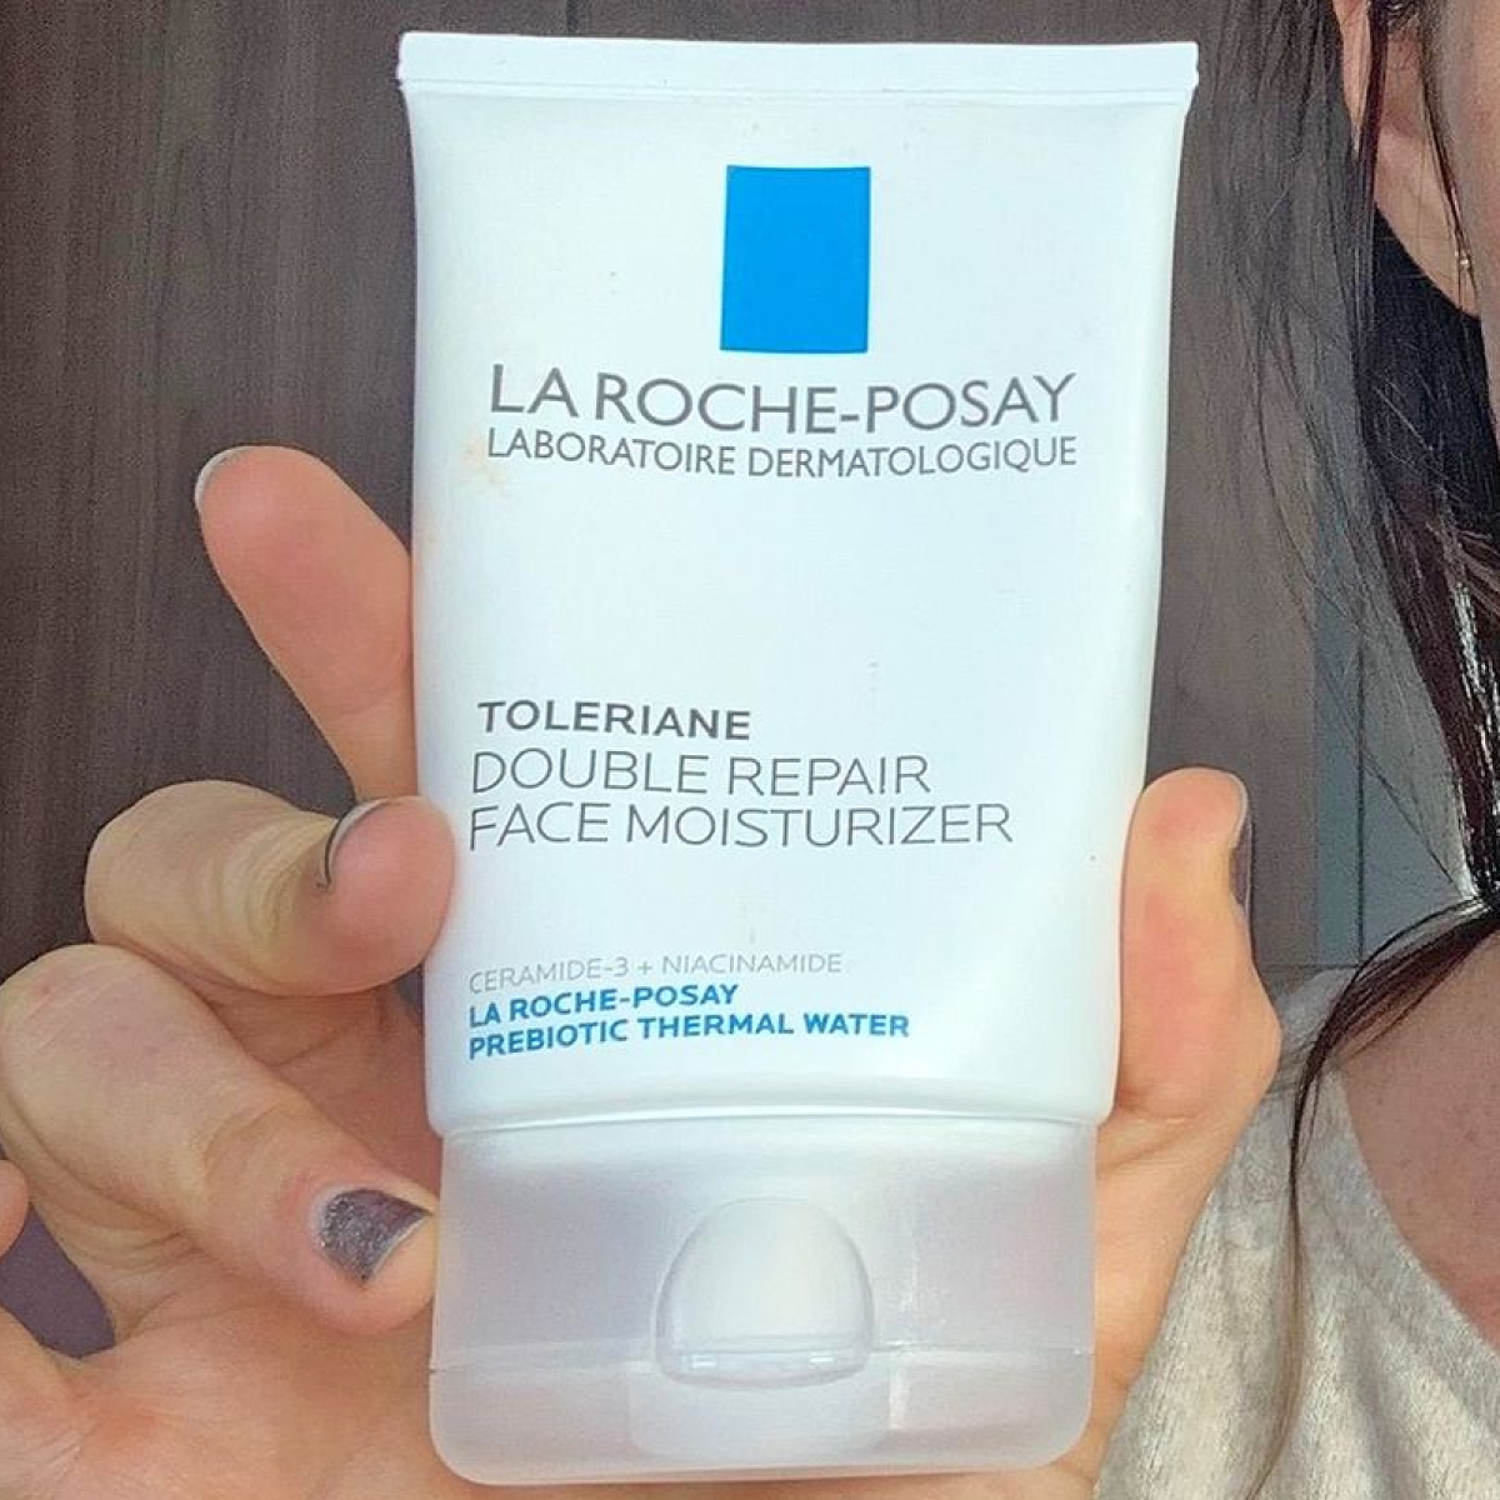 LA ROCHE-POSAY
LABORATOIRE DERMATOLOGIQUE
TOLERIANE
DOUBLE REPAIR
FACE MOISTURIZER
CERAMIDE-3 + NIACINAMIDE
LA ROCHE-POSAY
PREBIOTIC THERMAL WATER